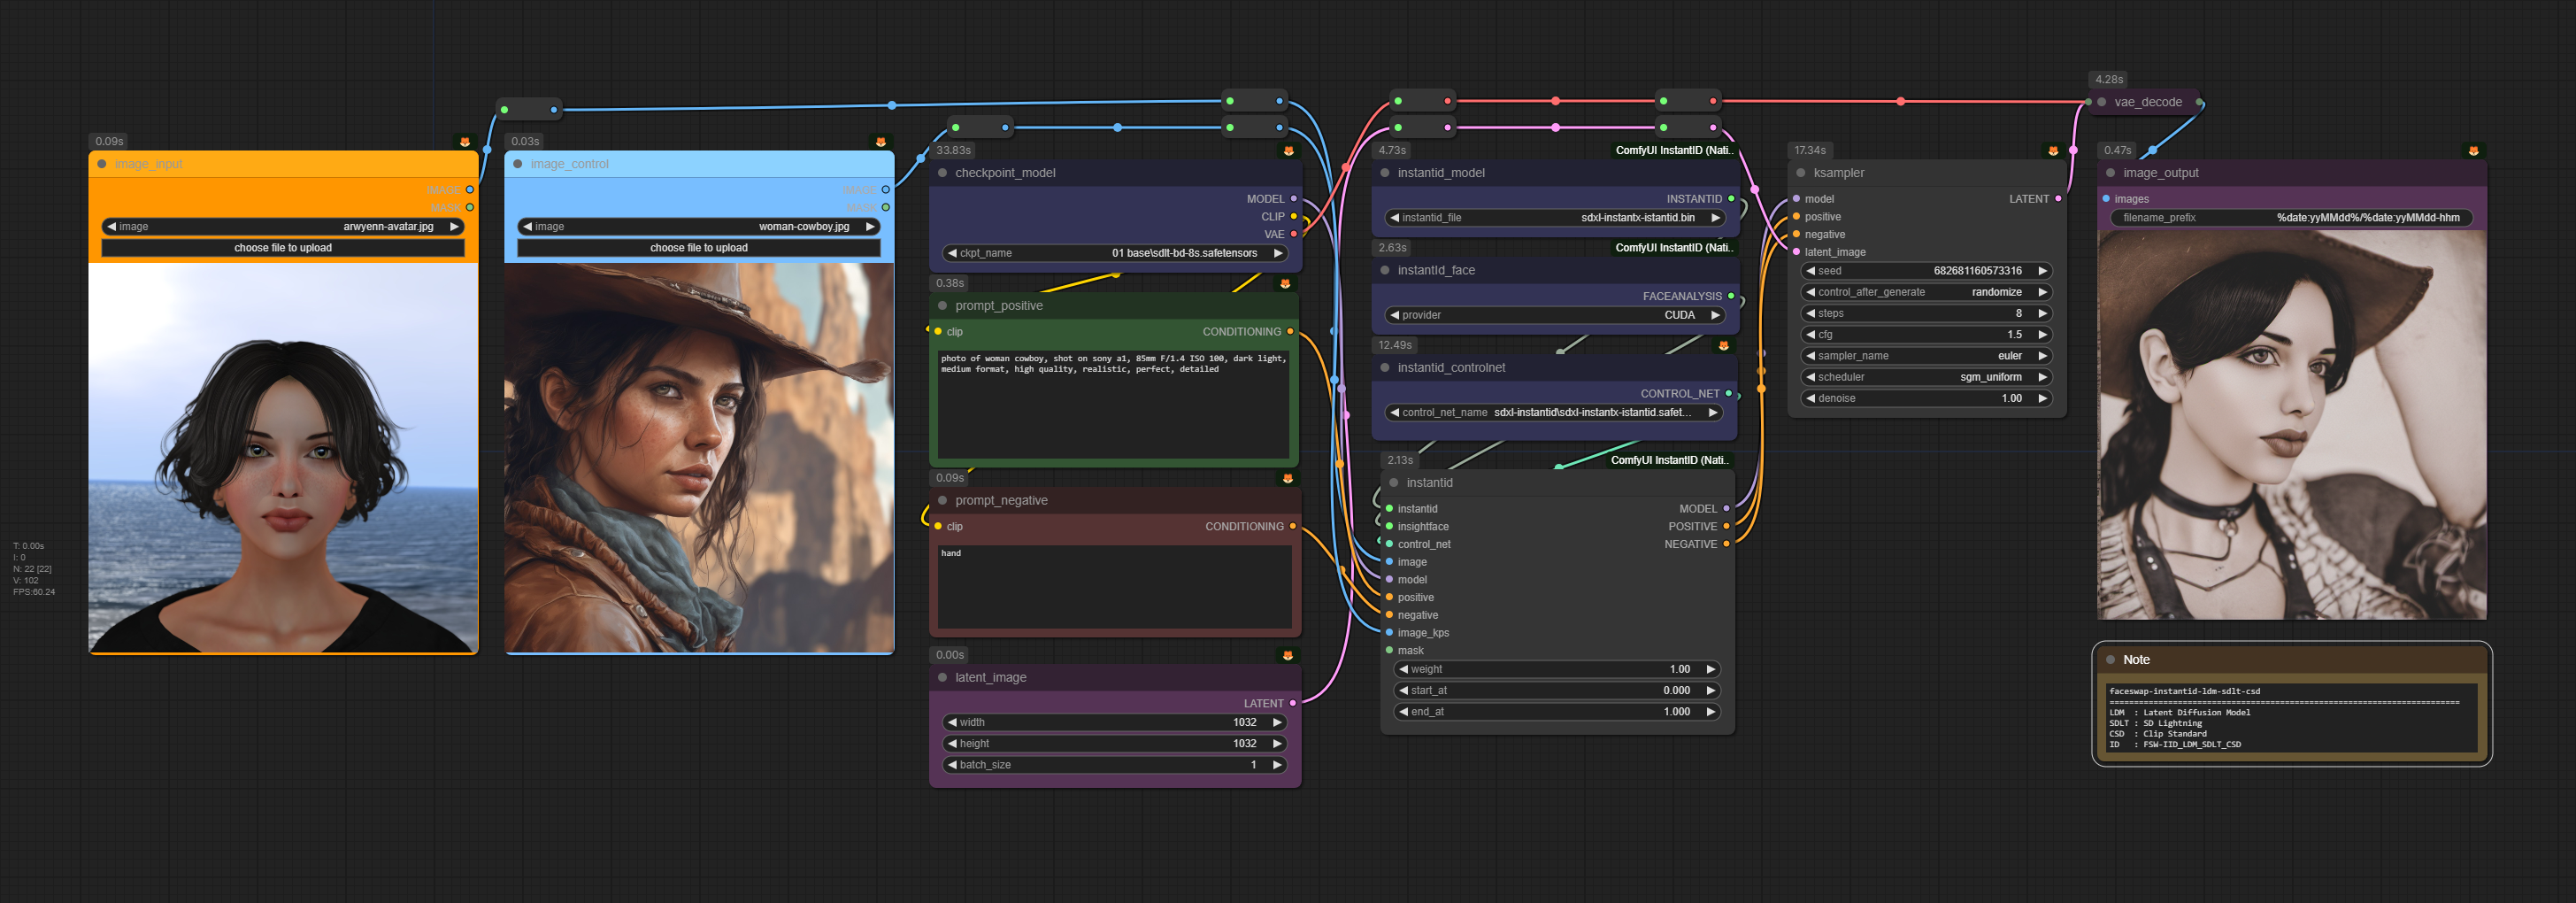 0.09s
image_input
IMAGE
MASK
image arwyenn-avatar.jpg
choose file to upload
0.03s
image_control
IMAGE
MASK
image woman-cowboy.jpg
choose file to upload
33.83s
checkpoint_model
MODEL
CLIP
VAE
ckpt_name 01 base\sdlt-bd-8s.safetensors
0.38s
prompt_positive
clip CONDITIONING
photo of woman cowboy, shot on sony a1, 85mm F/1.4 ISO 100, dark light,
medium format, high quality, realistic, perfect, detailed
0.09s
prompt_negative
clip CONDITIONING
hand
0.00s
latent_image
LATENT
width 1032
height 1032
batch_size 1
4.73s ComfyUI InstantID (Nati..
instantid_model
INSTANTID
instantid_file sdxl-instantx-istantid.bin
2.63s ComfyUI InstantID (Nati..
instantId_face
FACEANALYSIS
provider CUDA
12.49s
instantid_controlnet
CONTROL_NET
control_net_name sdxl-instantid\sdxl-instantx-istantid.safet...
2.13s ComfyUI InstantID (Nati..
instantid
instantid MODEL
insightface POSITIVE
control_net NEGATIVE
image
model
positive
negative
image_kps
mask
weight 1.00
start_at 0.000
end_at 1.000
17.34s
ksampler
model LATENT
positive
negative
latent_image
seed 682681160573316
control_after_generate randomize
steps 8
cfg 1.5
sampler_name euler
scheduler sgm_uniform
denoise 1.00
4.28s
vae_decode
0.47s
image_output
images
filename_prefix %date:yyMMdd%/%date:yyMMdd-hhm
Note
faceswap-instantid-ldm-sdlt-csd
========================================================================
LDM : Latent Diffusion Model
SDLT : SD Lightning
CSD : Clip Standard
ID : FSW-IID_LDM_SDLT_CSD
T: 0.00s
I: 0
N: 22 [22]
V: 102
FPS:60.24